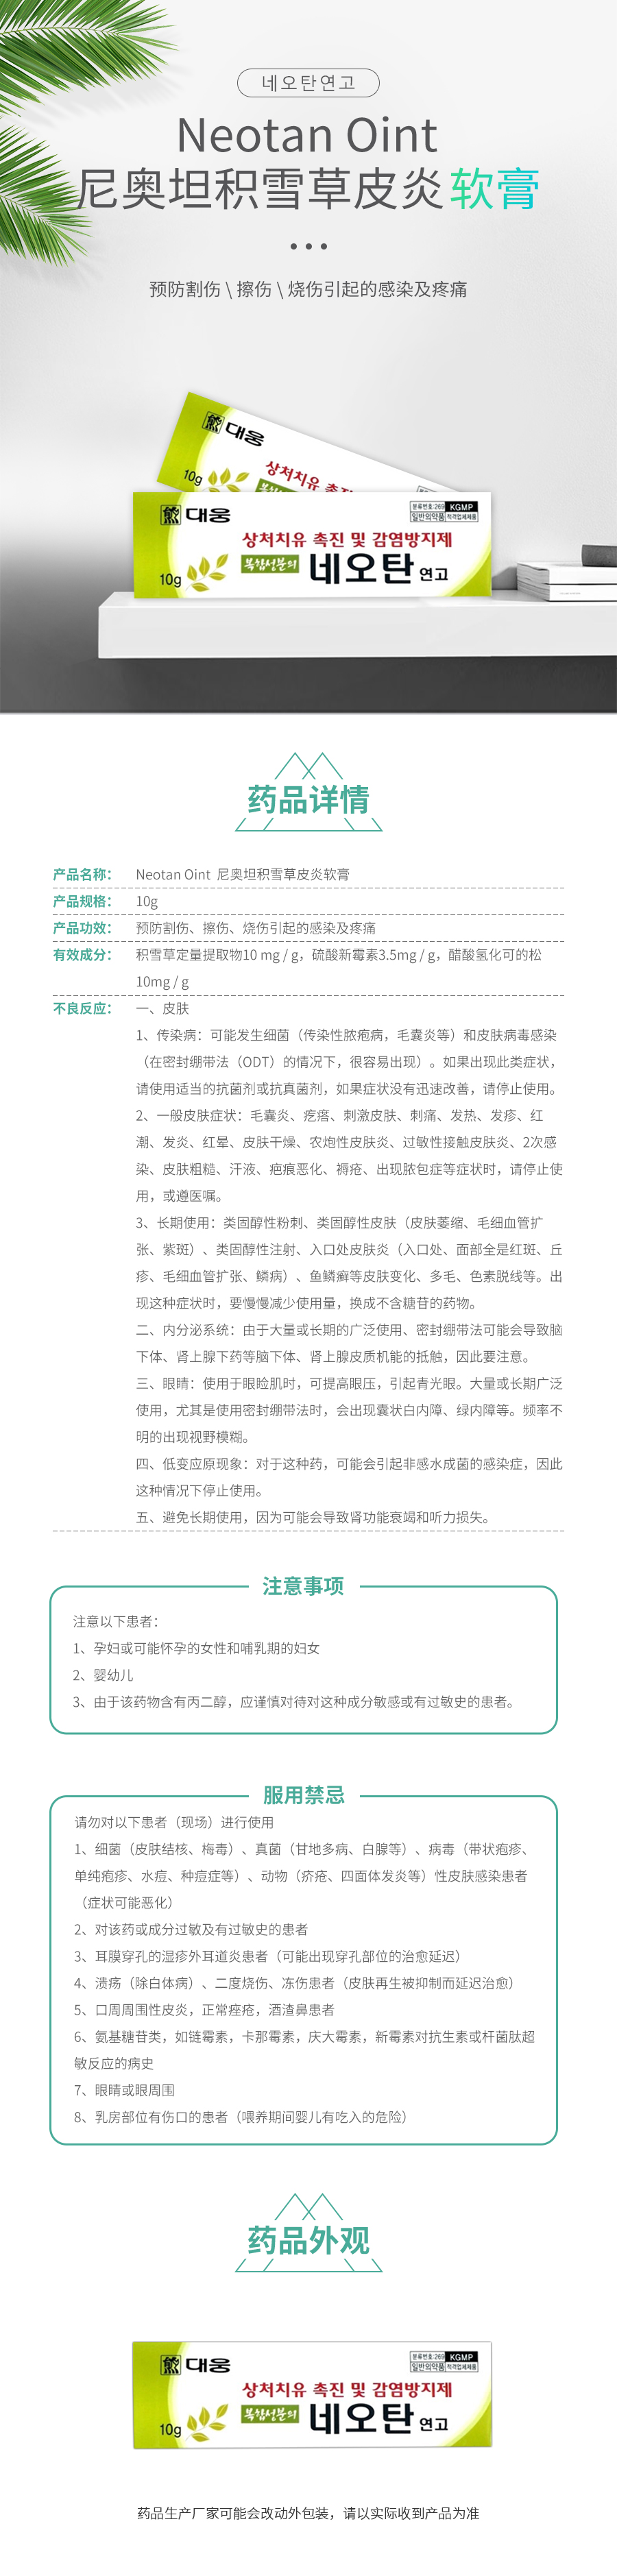 네오탄연고
Neotan Oint
尼奥坦积雪草皮炎软膏
预防割伤 \ 擦伤 \ 烧伤引起的感染及疼痛
대웅
10g
상처치유 촉진
대웅
분류번호:269 KGMP
일반의약품 적격업체제품
상처치유 촉진 및 감염방지제
복합성분의 네오탄 연고
10g
药品详情
产品名称： Neotan Oint 尼奥坦积雪草皮炎软膏
产品规格： 10g
产品功效： 预防割伤、擦伤、烧伤引起的感染及疼痛
有效成分： 积雪草定量提取物10 mg / g，硫酸新霉素3.5mg / g，醋酸氢化可的松
10mg / g
不良反应： 一、皮肤
1、传染病：可能发生细菌（传染性脓疱病，毛囊炎等）和皮肤病毒感染
（在密封绷带法（ODT）的情况下，很容易出现）。如果出现此类症状，
请使用适当的抗菌剂或抗真菌剂，如果症状没有迅速改善，请停止使用。
2、一般皮肤症状：毛囊炎、疙瘩、刺激皮肤、刺痛、发热、发疹、红
潮、发炎、红晕、皮肤干燥、农炮性皮肤炎、过敏性接触皮肤炎、2次感
染、皮肤粗糙、汗液、疤痕恶化、褥疮、出现脓包症等症状时，请停止使
用，或遵医嘱。
3、长期使用：类固醇性粉刺、类固醇性皮肤（皮肤萎缩、毛细血管扩
张、紫斑）、类固醇性注射、入口处皮肤炎（入口处、面部全是红斑、丘
疹、毛细血管扩张、鳞病）、鱼鳞癣等皮肤变化、多毛、色素脱线等。出
现这种症状时，要慢慢减少使用量，换成不含糖苷的药物。
二、内分泌系统：由于大量或长期的广泛使用、密封绷带法可能会导致脑
下体、肾上腺下药等脑下体、肾上腺皮质机能的抵触，因此要注意。
三、眼睛：使用于眼睑肌时，可提高眼压，引起青光眼。大量或长期广泛
使用，尤其是使用密封绷带法时，会出现囊状白内障、绿内障等。频率不
明的出现视野模糊。
四、低变应原现象：对于这种药，可能会引起非感水成菌的感染症，因此
这种情况下停止使用。
五、避免长期使用，因为可能会导致肾功能衰竭和听力损失。
注意事项
注意以下患者：
1、孕妇或可能怀孕的女性和哺乳期的妇女
2、婴幼儿
3、由于该药物含有丙二醇，应谨慎对待对这种成分敏感或有过敏史的患者。
服用禁忌
请勿对以下患者（现场）进行使用
1、细菌（皮肤结核、梅毒）、真菌（甘地多病、白腺等）、病毒（带状疱疹、
单纯疱疹、水痘、种痘症等）、动物（疥疮、四面体发炎等）性皮肤感染患者
（症状可能恶化）
2、对该药或成分过敏及有过敏史的患者
3、耳膜穿孔的湿疹外耳道炎患者（可能出现穿孔部位的治愈延迟）
4、溃疡（除白体病）、二度烧伤、冻伤患者（皮肤再生被抑制而延迟治愈）
5、口周周围性皮炎，正常痤疮，酒渣鼻患者
6、氨基糖苷类，如链霉素，卡那霉素，庆大霉素，新霉素对抗生素或杆菌肽超
敏反应的病史
7、眼睛或眼周围
8、乳房部位有伤口的患者（喂养期间婴儿有吃入的危险）
药品外观
대웅
분류번호:269 KGMP
일반의약품 적격업체제품
상처치유 촉진 및 감염방지제
복합성분의 네오탄 연고
10g
药品生产厂家可能会改动外包装，请以实际收到产品为准